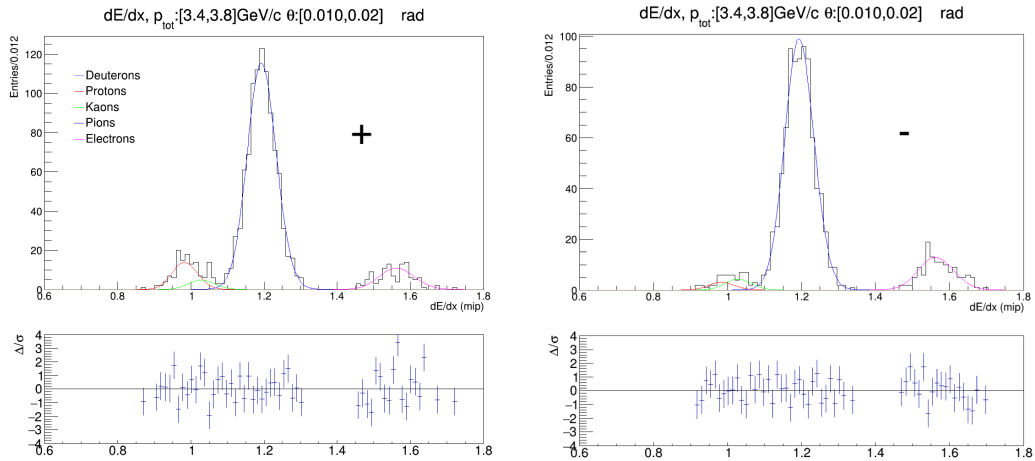 dE/dx, p_tot:[3.4,3.8]GeV/c θ:[0.010,0.02] rad
Entries/0.012
120
100
80
60
40
20
0
Deuterons
Protons
Kaons
Pions
Electrons
+
0.6 0.8 1 1.2 1.4 1.6 1.8
dE/dx (mip)
Δ/σ
4
3
2
1
0
−1
−2
−3
−4
0.6 0.8 1 1.2 1.4 1.6 1.8
dE/dx (mip)
dE/dx, p_tot:[3.4,3.8]GeV/c θ:[0.010,0.02] rad
Entries/0.012
100
80
60
40
20
0
-
0.6 0.8 1 1.2 1.4 1.6 1.8
dE/dx (mip)
Δ/σ
4
3
2
1
0
−1
−2
−3
−4
0.6 0.8 1 1.2 1.4 1.6 1.8
dE/dx (mip)